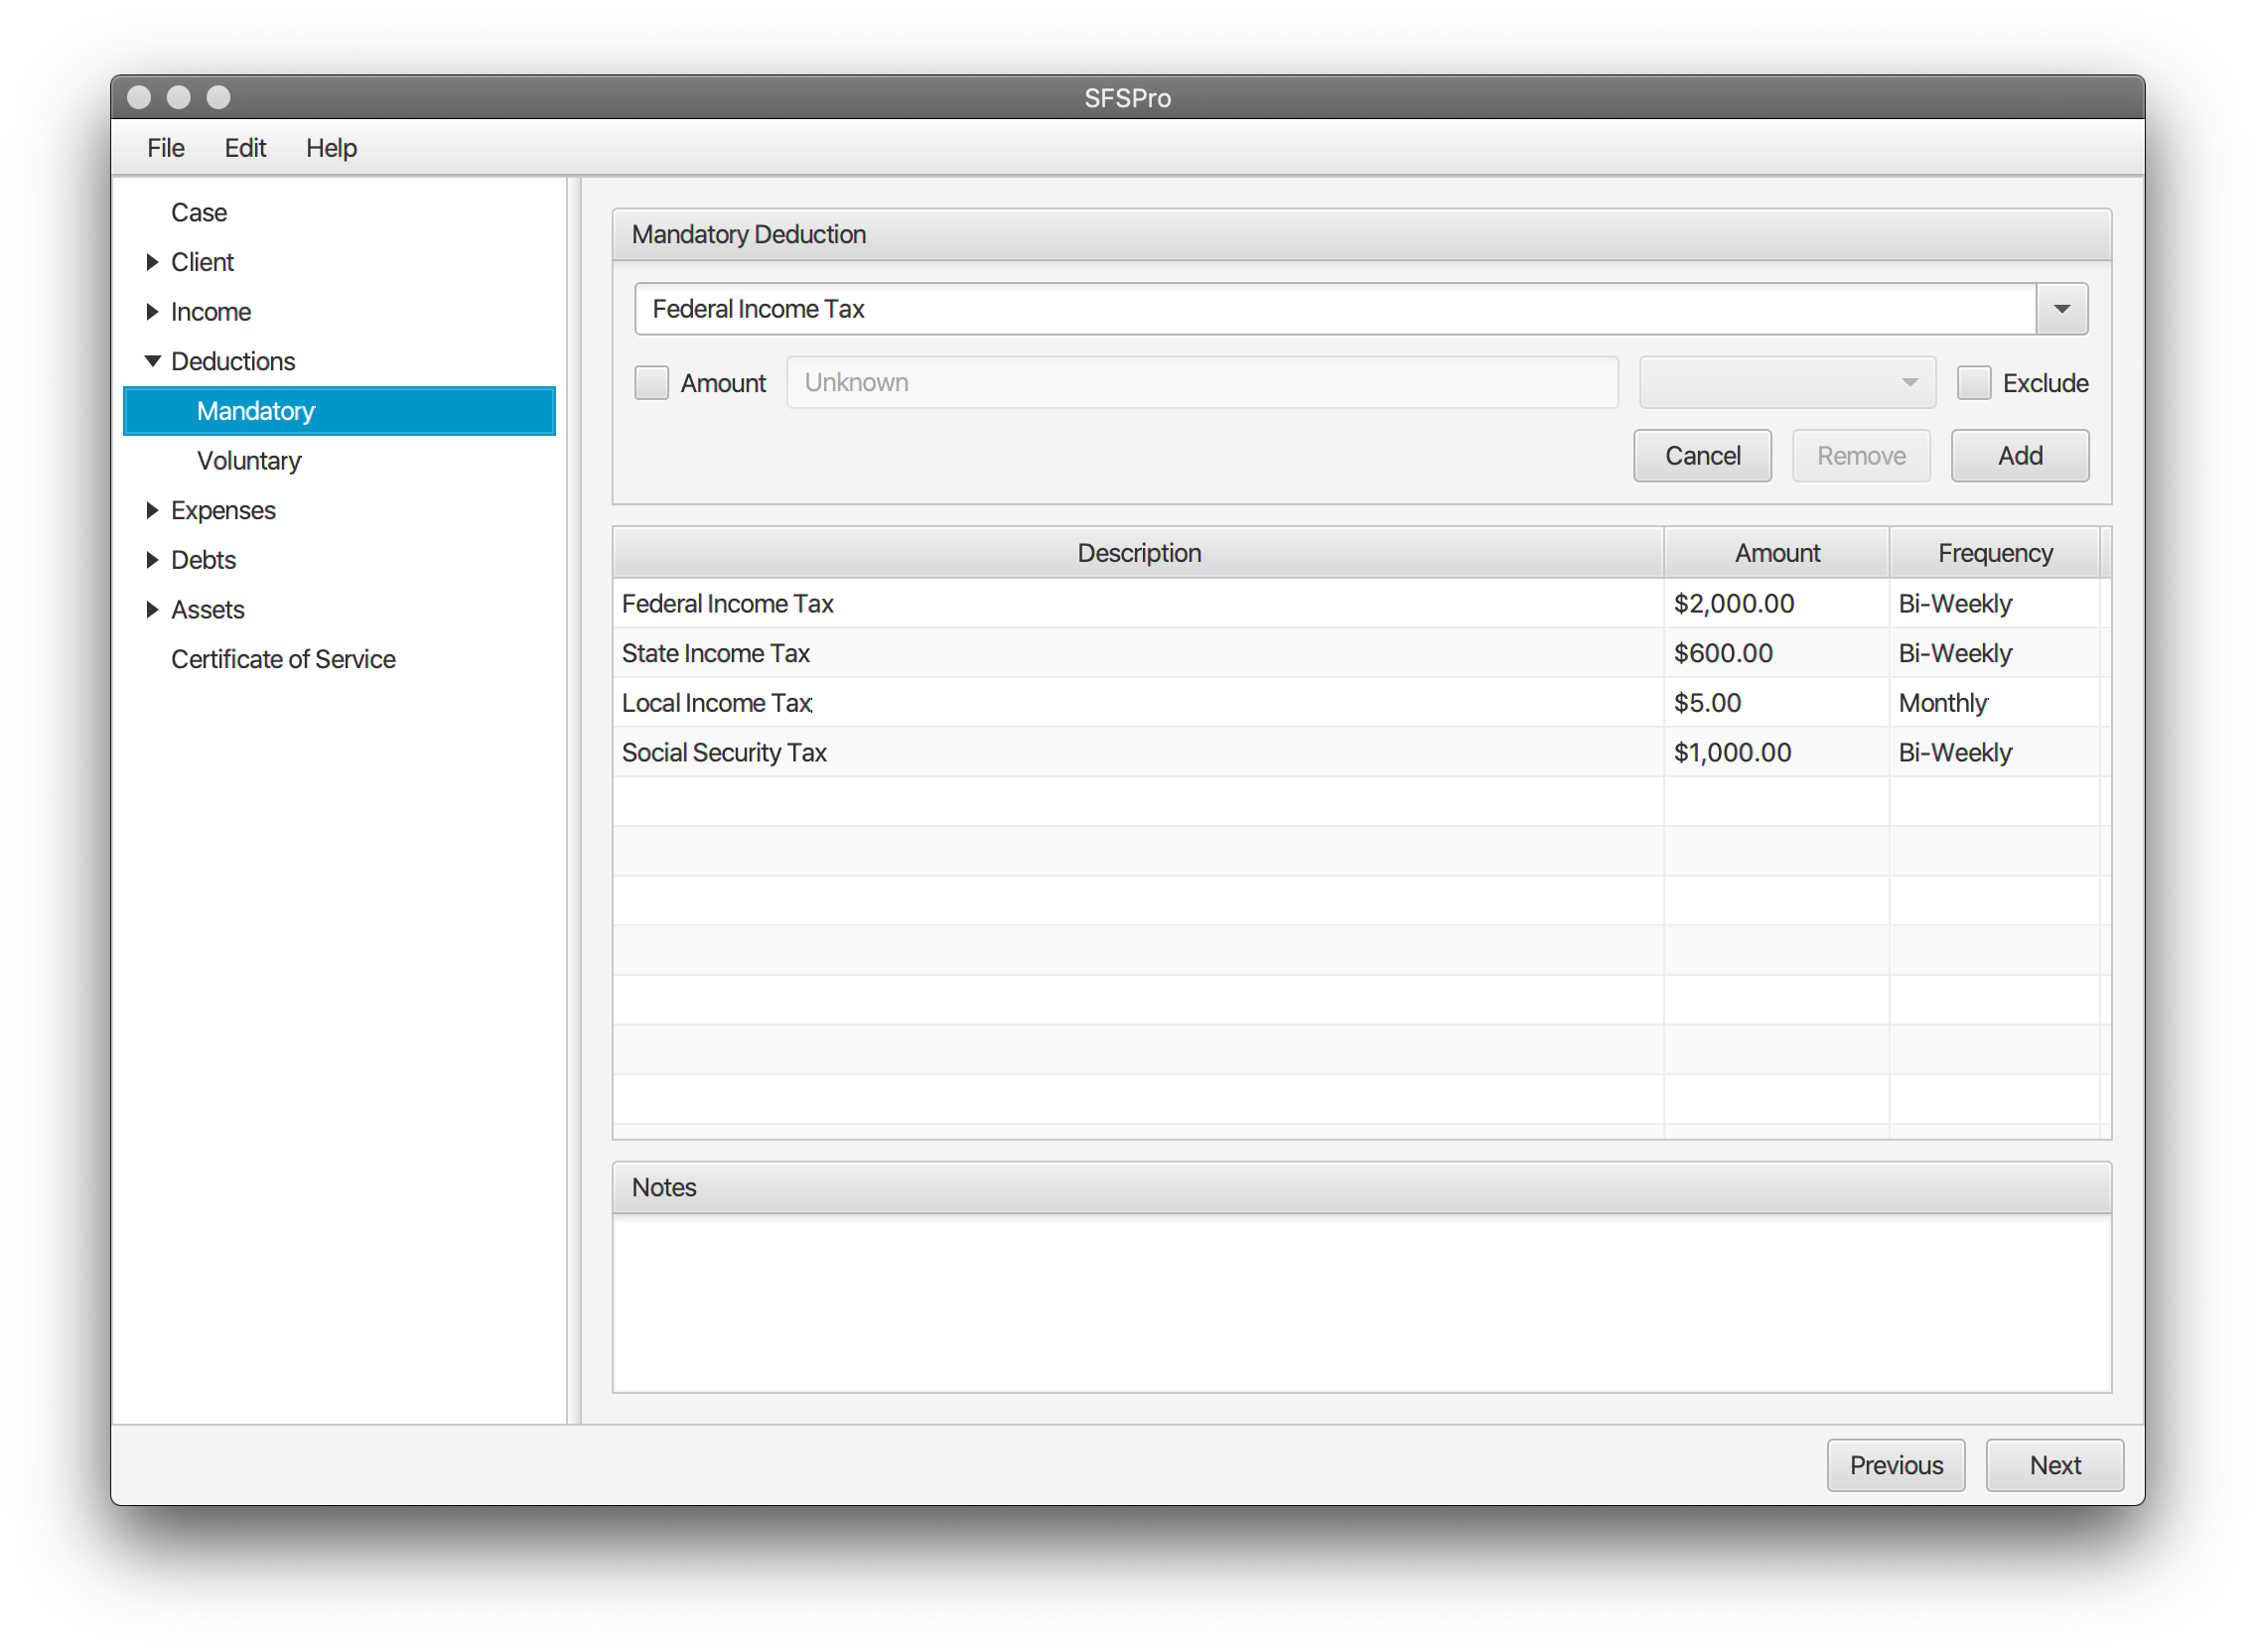 SFSPro
File Edit Help
Case
Client
Income
Deductions
Mandatory
Voluntary
Expenses
Debts
Assets
Certificate of Service
Mandatory Deduction
Federal Income Tax
Amount Unknown Exclude
Cancel Remove Add
Description Amount Frequency
Federal Income Tax $2,000.00 Bi-Weekly
State Income Tax $600.00 Bi-Weekly
Local Income Tax $5.00 Monthly
Social Security Tax $1,000.00 Bi-Weekly
Notes
Previous Next